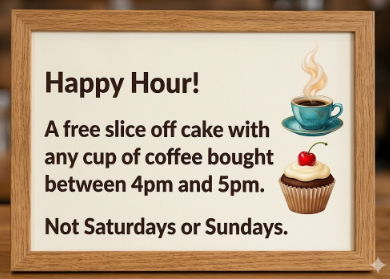 Happy Hour!
A free slice off cake with
any cup of coffee bought
between 4pm and 5pm.
Not Saturdays or Sundays.